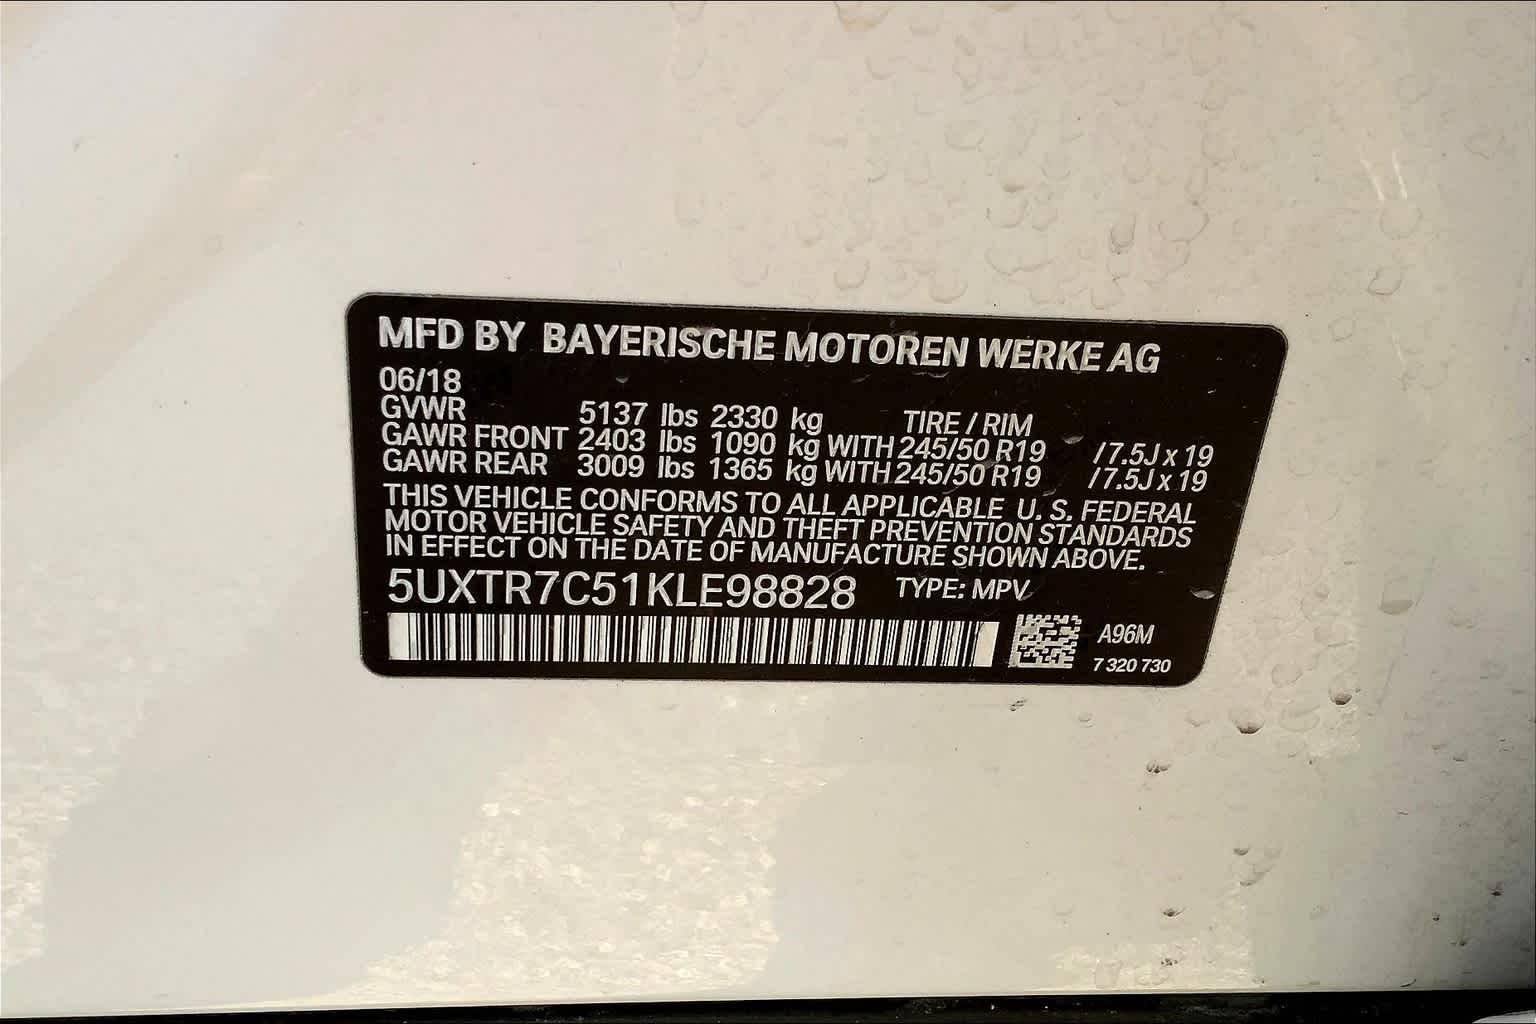 MFD BY BAYERISCHE MOTOREN WERKE AG
06/18
GVWR 5137 lbs 2330 kg TIRE / RIM
GAWR FRONT 2403 lbs 1090 kg WITH 245/50 R19 /7.5J x 19
GAWR REAR 3009 lbs 1365 kg WITH 245/50 R19 /7.5J x 19
THIS VEHICLE CONFORMS TO ALL APPLICABLE U. S. FEDERAL
MOTOR VEHICLE SAFETY AND THEFT PREVENTION STANDARDS
IN EFFECT ON THE DATE OF MANUFACTURE SHOWN ABOVE.
5UXTR7C51KLE98828 TYPE: MPV
A96M
7 320 730